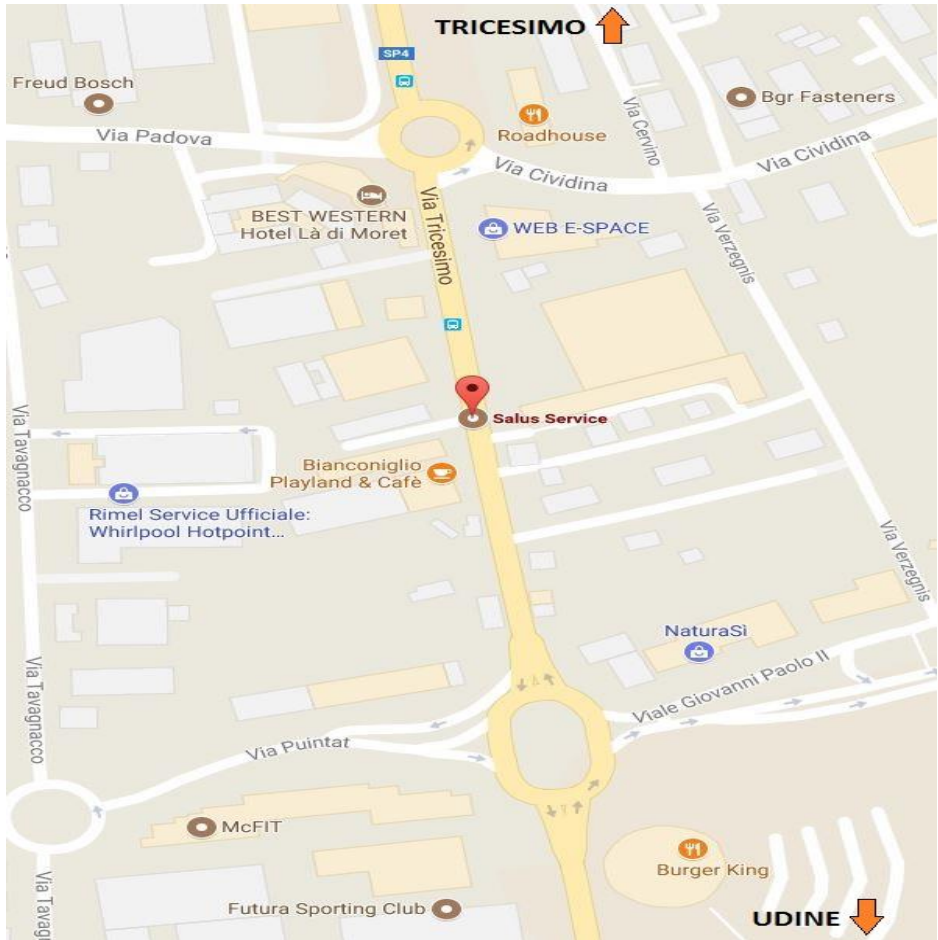 TRICESIMO
SP4
Freud Bosch
Via Padova
Roadhouse
Via Cervino
Bgr Fasteners
Via Cividina
Via Cividina
BEST WESTERN
Hotel Là di Moret
Via Tricesimo
WEB E-SPACE
Via Verzegnis
Salus Service
Via Tavagnacco
Bianconiglio
Playland & Cafè
Rimel Service Ufficiale:
Whirlpool Hotpoint...
Via Verzegnis
NaturaSì
Via Tavagnacco
Viale Giovanni Paolo II
Via Puintat
McFIT
Burger King
Via Tavag
Futura Sporting Club
UDINE